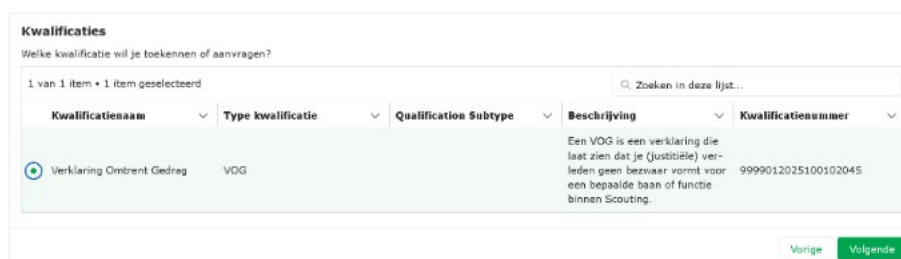 Kwalificaties
Welke kwalificatie wil je toekennen of aanvragen?
1 van 1 item • 1 item geselecteerd
Zoeken in deze lijst...
Kwalificatienaam Type kwalificatie Qualification Subtype Beschrijving Kwalificatienummer
Een VOG is een verklaring die
laat zien dat je (justitiële) ver-
Verklaring Omtrent Gedrag VOG leden geen bezwaar vormt voor 9999012025100102045
een bepaalde baan of functie
binnen Scouting.
Vorige Volgende